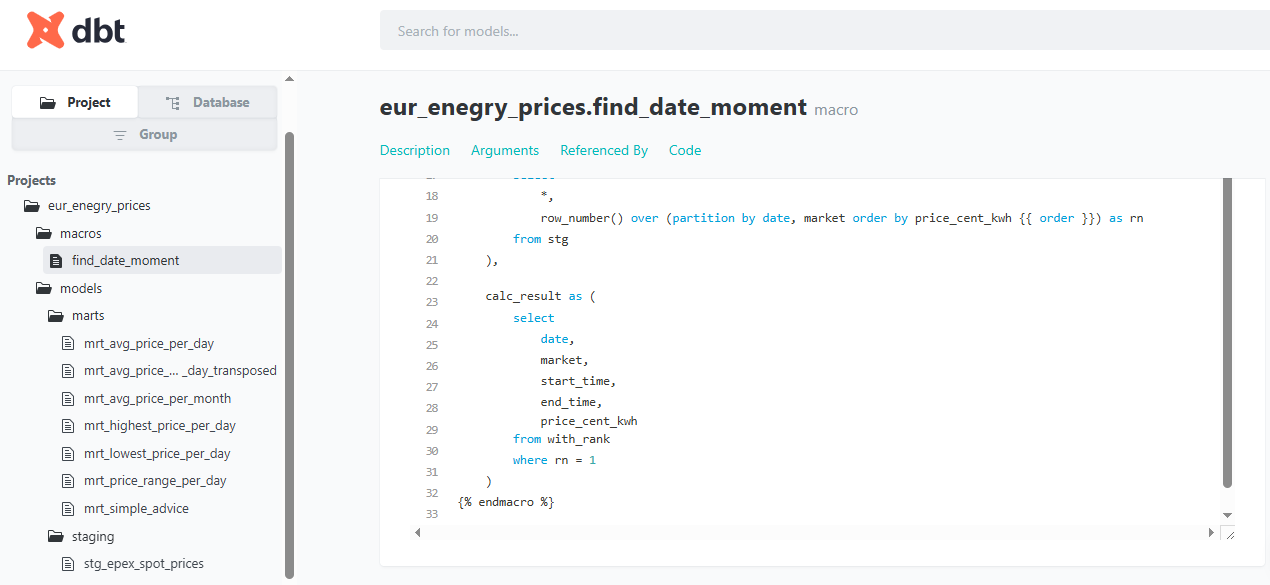 dbt
Search for models...
Project
Database
Group
Projects
eur_enegry_prices
macros
find_date_moment
models
marts
mrt_avg_price_per_day
mrt_avg_price_... _day_transposed
mrt_avg_price_per_month
mrt_highest_price_per_day
mrt_lowest_price_per_day
mrt_price_range_per_day
mrt_simple_advice
staging
stg_epex_spot_prices
eur_enegry_prices.find_date_moment macro
Description Arguments Referenced By Code
18 *,
19 row_number() over (partition by date, market order by price_cent_kwh {{ order }}) as rn
20 from stg
21 ),
22
23 calc_result as (
24 select
25 date,
26 market,
27 start_time,
28 end_time,
29 price_cent_kwh
30 from with_rank
31 where rn = 1
32 )
33 {% endmacro %}